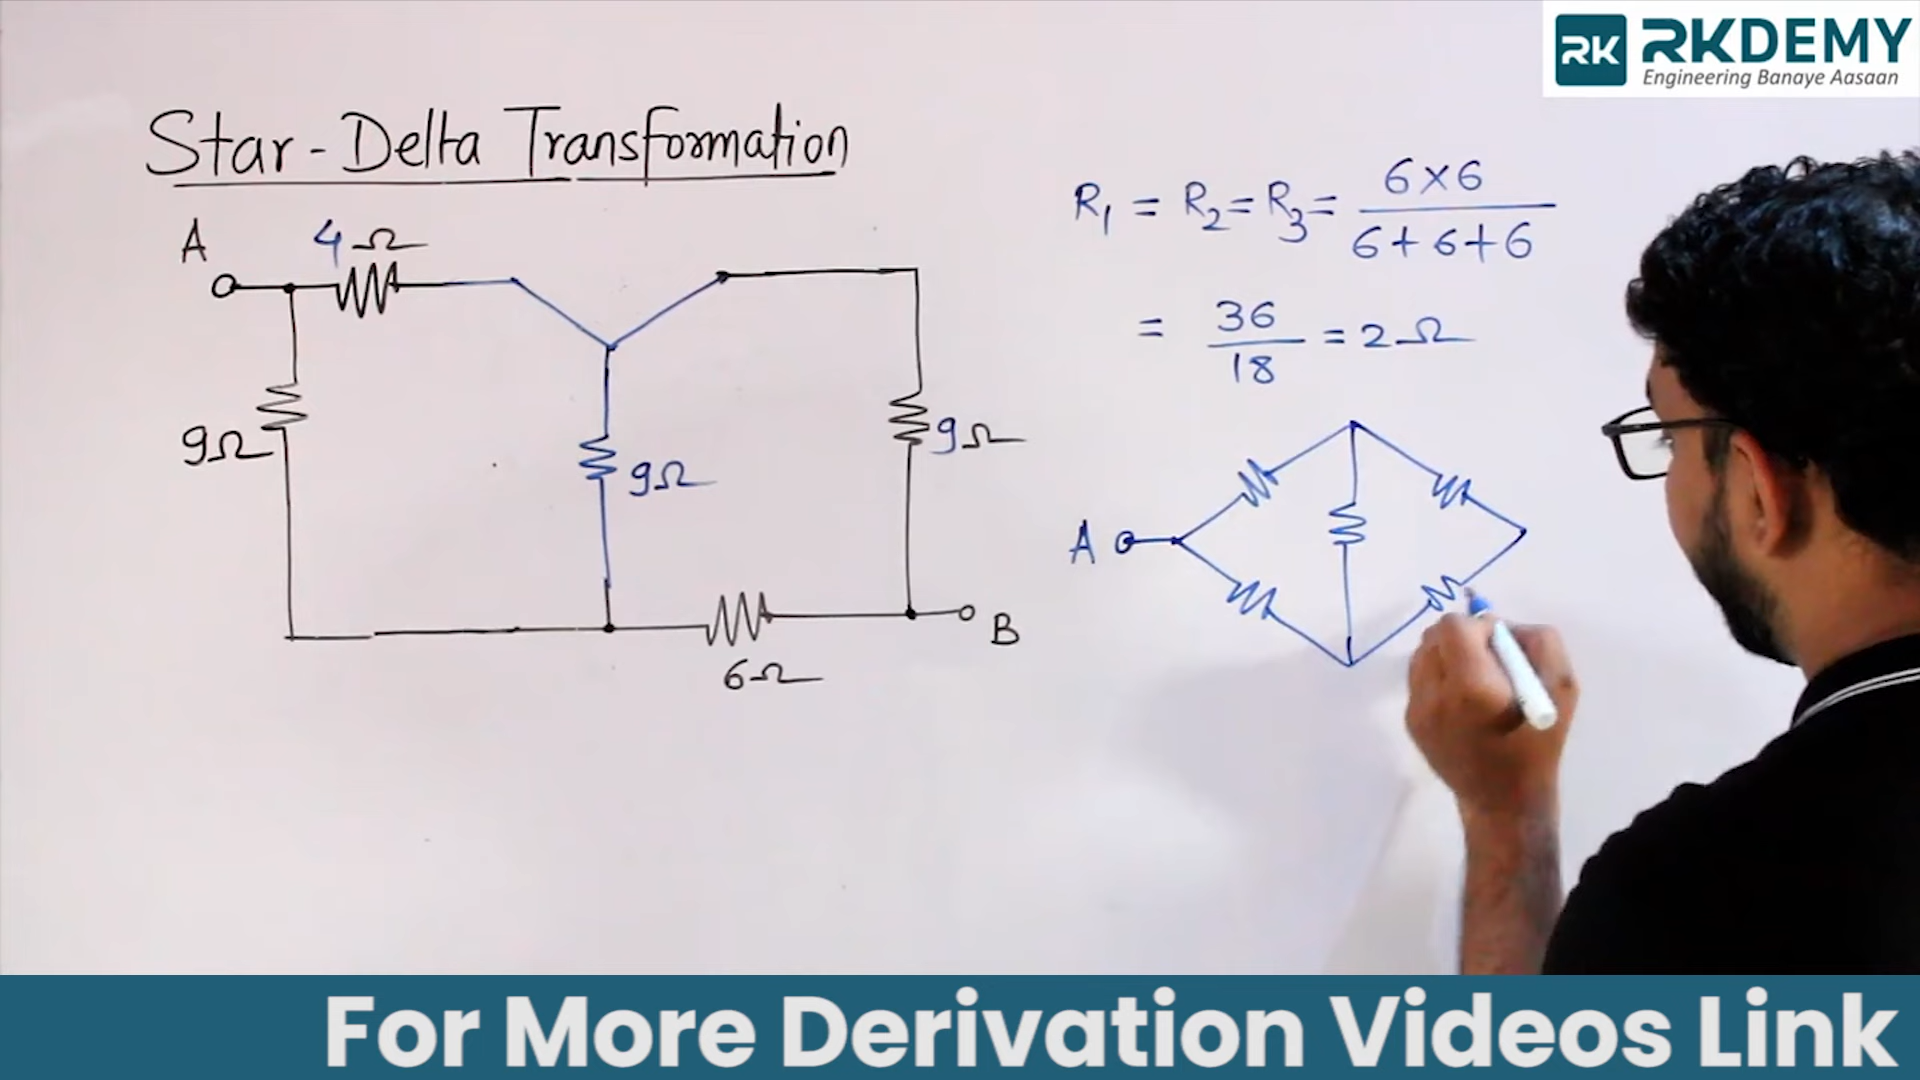 RK RKDEMY
Engineering Banaye Aasaan
Star-Delta Transformation
A
4Ω
9Ω
9Ω
9Ω
6Ω
B
R₁ = R₂ = R₃ = 6×6 / 6+6+6
= 36 / 18 = 2Ω
A
For More Derivation Videos Link